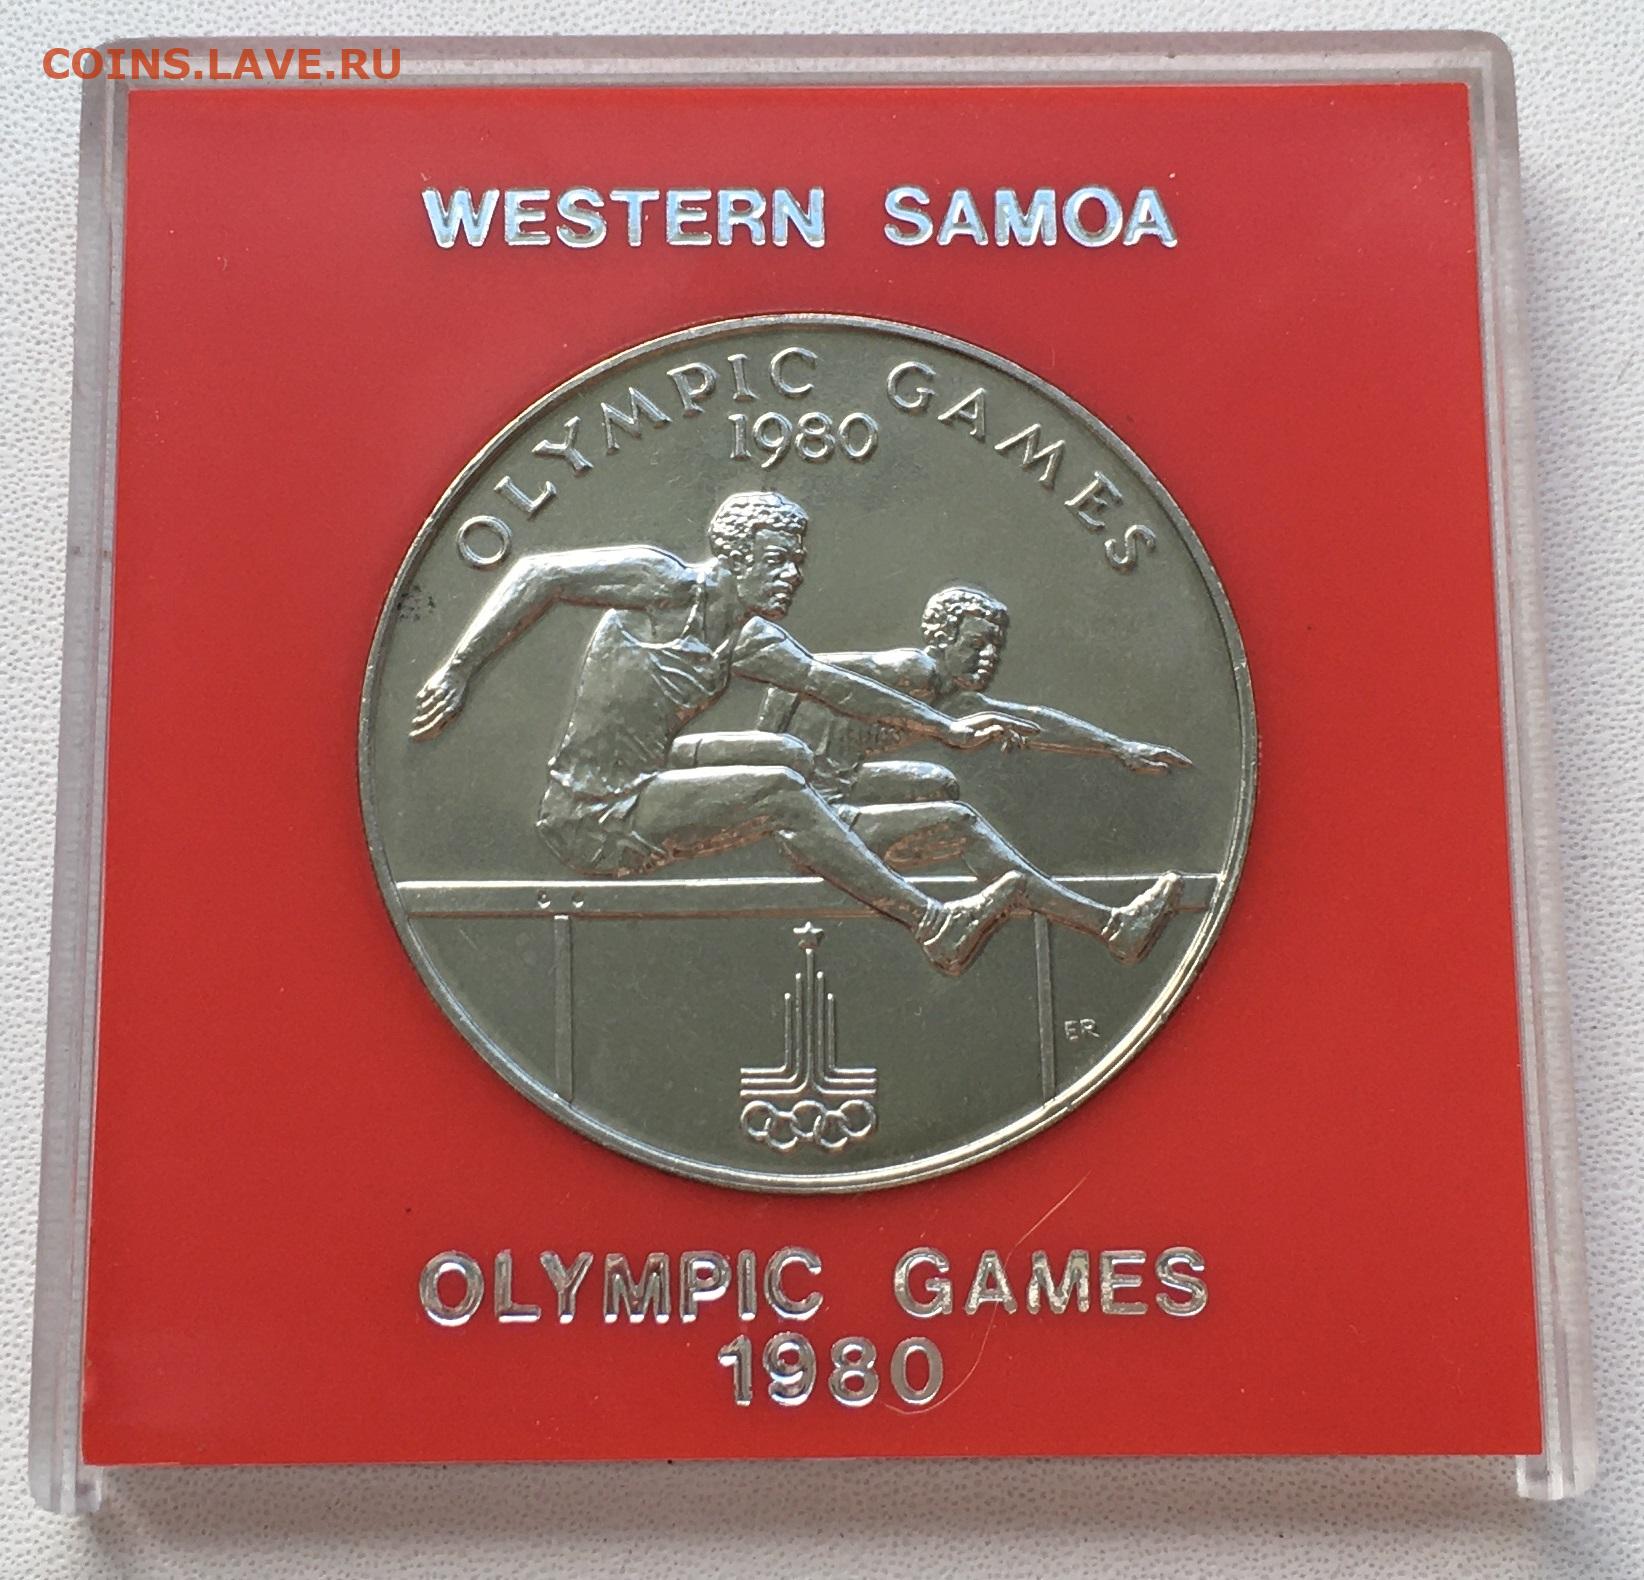 COINS.LAVE.RU
WESTERN SAMOA
OLYMPIC GAMES
1980
ER
OLYMPIC GAMES
1980